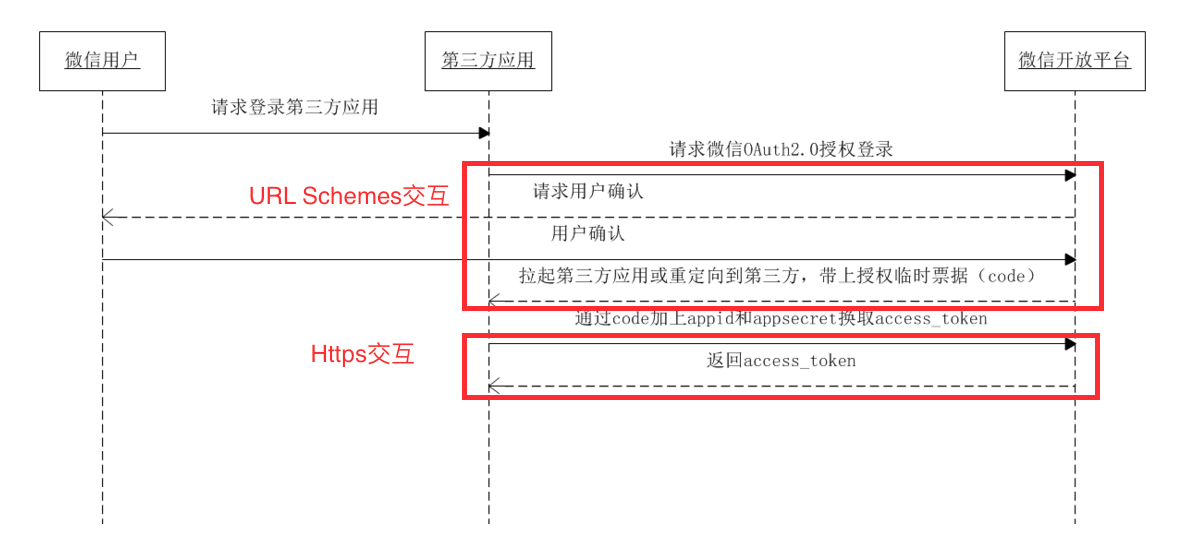 微信用户
第三方应用
微信开放平台
请求登录第三方应用
请求微信OAuth2.0授权登录
URL Schemes交互
请求用户确认
用户确认
拉起第三方应用或重定向到第三方，带上授权临时票据（code）
通过code加上appid和appsecret换取access_token
Https交互
返回access_token